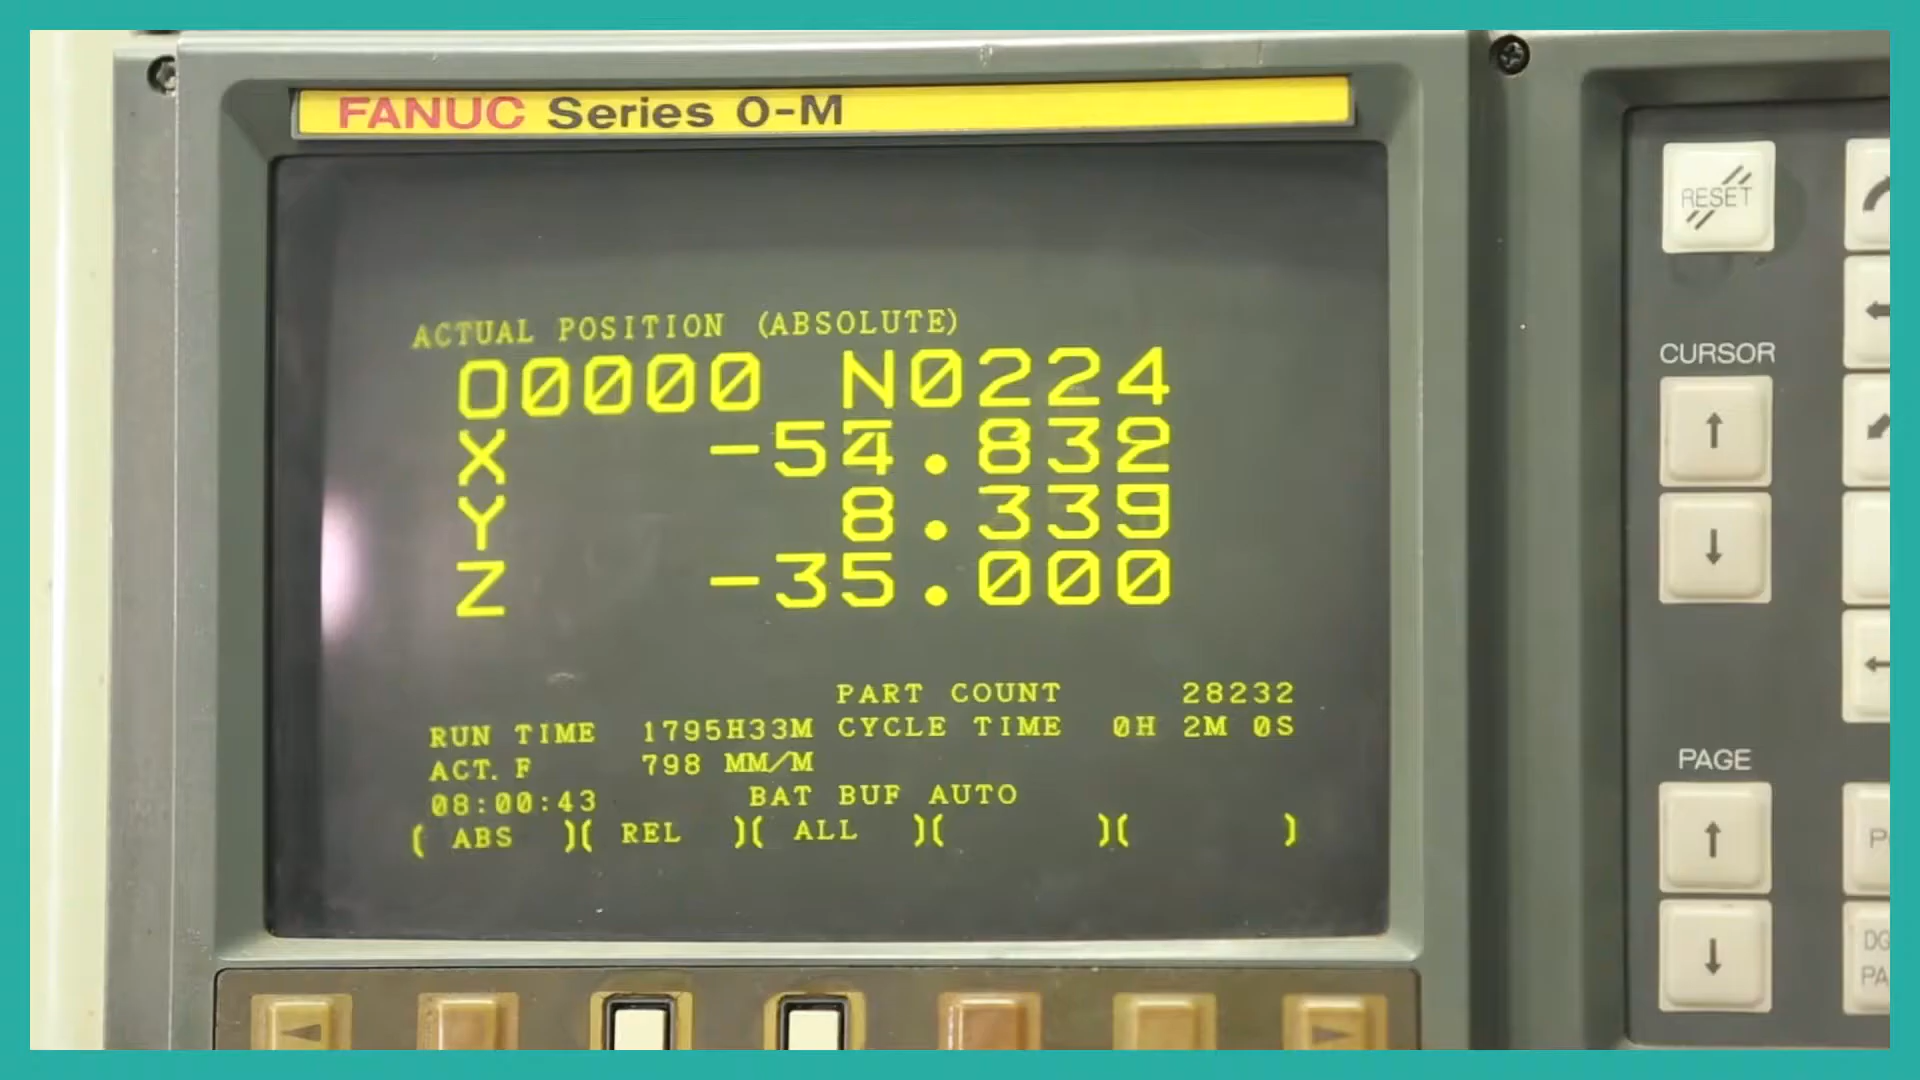 FANUC Series O-M
ACTUAL POSITION (ABSOLUTE)
O0000 N0224
X -54.832
Y 8.339
Z -35.000
PART COUNT 28232
RUN TIME 1795H33M CYCLE TIME 0H 2M 0S
ACT. F 798 MM/M
08:00:43 BAT BUF AUTO
( ABS )( REL )( ALL )( )( )
RESET
CURSOR
PAGE